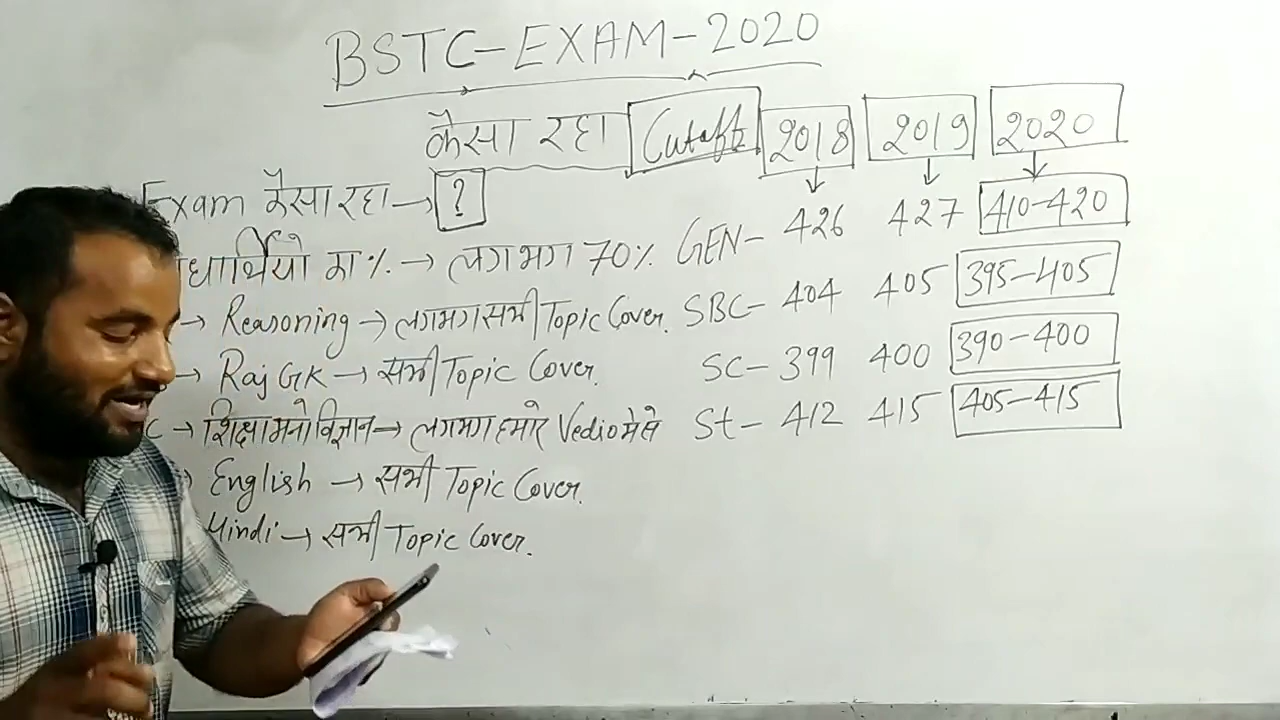 BSTC-EXAM-2020
कैसा रहा Cutoff 2018 2019 2020
Exam कैसा रहा → ?
GEN- 426 427 410-420
र्थियो का %. → लगभग 70%
SBC- 404 405 395-405
→ Reasoning → लगभग सभी Topic Cover.
SC- 399 400 390-400
→ Raj GK → सभी Topic Cover.
St- 412 415 405-415
→ शिक्षा मनोविज्ञान → लगभग हमारे Vedio मे से
English → सभी Topic Cover.
Hindi → सभी Topic Cover.